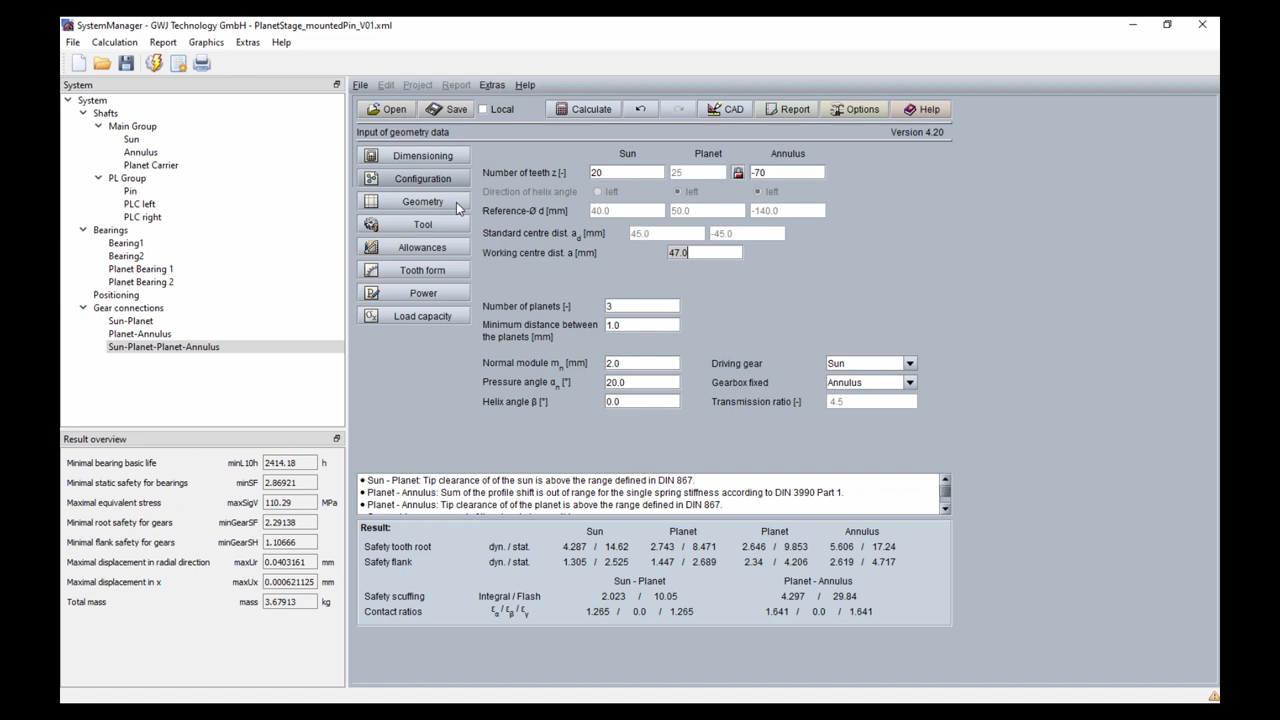 SystemManager - GWJ Technology GmbH - PlanetStage_mountedPin_V01.xml
File Calculation Report Graphics Extras Help
System
System
Shafts
Main Group
Sun
Annulus
Planet Carrier
PL Group
Pin
PLC left
PLC right
Bearings
Bearing1
Bearing2
Planet Bearing 1
Planet Bearing 2
Positioning
Gear connections
Sun-Planet
Planet-Annulus
Sun-Planet-Planet-Annulus
Result overview
Minimal bearing basic life minL10h 2414.18 h
Minimal static safety for bearings minSF 2.86921
Maximal equivalent stress maxSigV 110.29 MPa
Minimal root safety for gears minGearSF 2.29138
Minimal flank safety for gears minGearSH 1.10666
Maximal displacement in radial direction maxUr 0.0403161 mm
Maximal displacement in x maxUx 0.000621125 mm
Total mass mass 3.67913 kg
File Edit Project Report Extras Help
Open Save Local Calculate CAD Report Options Help
Input of geometry data Version 4.20
Dimensioning
Configuration
Geometry
Tool
Allowances
Tooth form
Power
Load capacity
Sun Planet Annulus
Number of teeth z [-] 20 25 -70
Direction of helix angle left left left
Reference-Ø d [mm] 40.0 50.0 -140.0
Standard centre dist. a_d [mm] 45.0 -45.0
Working centre dist. a [mm] 47.0
Number of planets [-] 3
Minimum distance between
the planets [mm] 1.0
Normal module m_n [mm] 2.0 Driving gear Sun
Pressure angle α_n [°] 20.0 Gearbox fixed Annulus
Helix angle β [°] 0.0 Transmission ratio [-] 4.5
• Sun - Planet: Tip clearance of of the sun is above the range defined in DIN 867.
• Planet - Annulus: Sum of the profile shift is out of range for the single spring stiffness according to DIN 3990 Part 1.
• Planet - Annulus: Tip clearance of of the planet is above the range defined in DIN 867.
Result:
Sun Planet Planet Annulus
Safety tooth root dyn. / stat. 4.287 / 14.62 2.743 / 8.471 2.646 / 9.853 5.606 / 17.24
Safety flank dyn. / stat. 1.305 / 2.525 1.447 / 2.689 2.34 / 4.206 2.619 / 4.717
Sun - Planet Planet - Annulus
Safety scuffing Integral / Flash 2.023 / 10.05 4.297 / 29.84
Contact ratios ε_α / ε_β / ε_γ 1.265 / 0.0 / 1.265 1.641 / 0.0 / 1.641